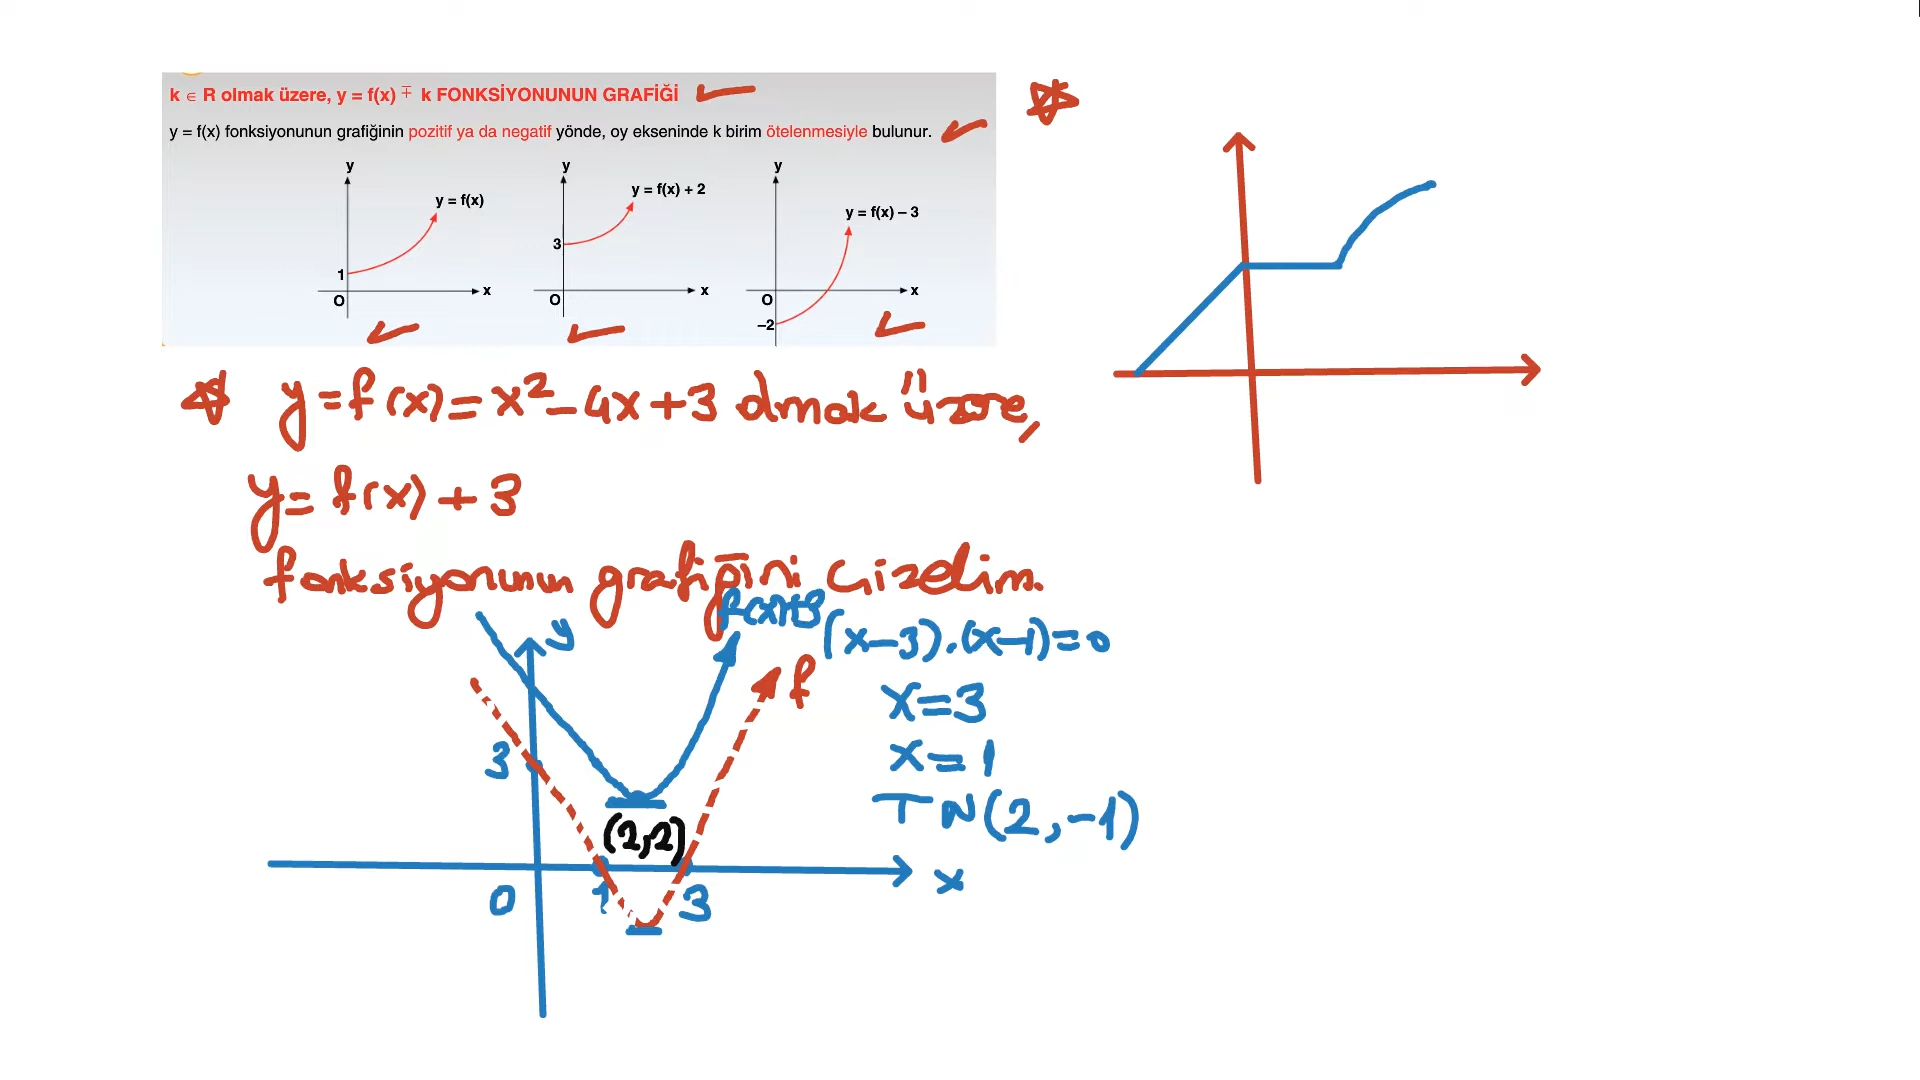 k ∈ R olmak üzere, y = f(x) ∓ k FONKSİYONUNUN GRAFİĞİ
y = f(x) fonksiyonunun grafiğinin pozitif ya da negatif yönde, oy ekseninde k birim ötelenmesiyle bulunur.
y
y = f(x)
1
O
x
y
y = f(x) + 2
3
O
x
y
y = f(x) – 3
O
–2
x
y=f(x)=x²-4x+3 olmak üzere,
y=f(x)+3
fonksiyonunun grafiğini çizelim.
f(x)+3
y
f
3
(2,2)
0
1
3
x
(x-3).(x-1)=0
x=3
x=1
TN(2,-1)